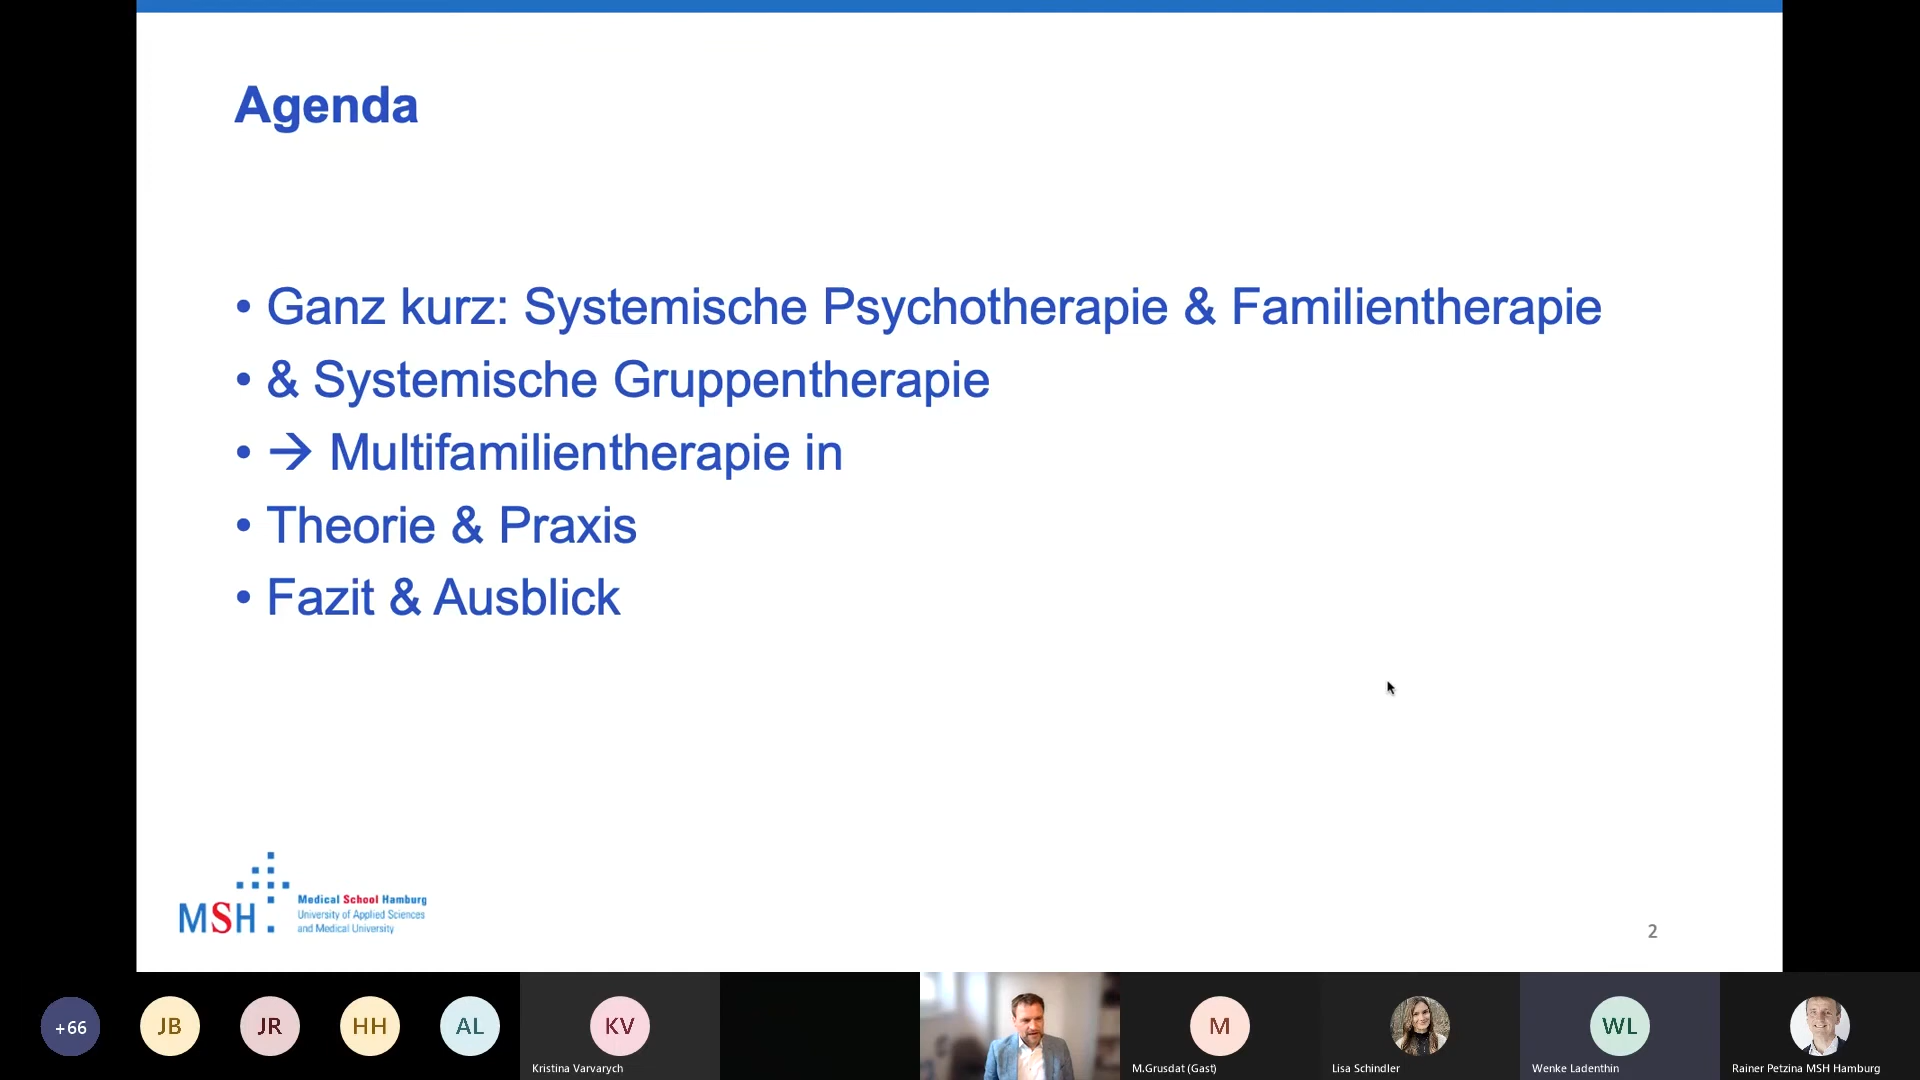 Agenda
• Ganz kurz: Systemische Psychotherapie & Familientherapie
• & Systemische Gruppentherapie
• → Multifamilientherapie in
• Theorie & Praxis
• Fazit & Ausblick
MSH
Medical School Hamburg
University of Applied Sciences
and Medical University
2
+66
JB
JR
HH
AL
KV
Kristina Varvarych
M
M.Grusdat (Gast)
Lisa Schindler
WL
Wenke Ladenthin
Rainer Petzina MSH Hamburg